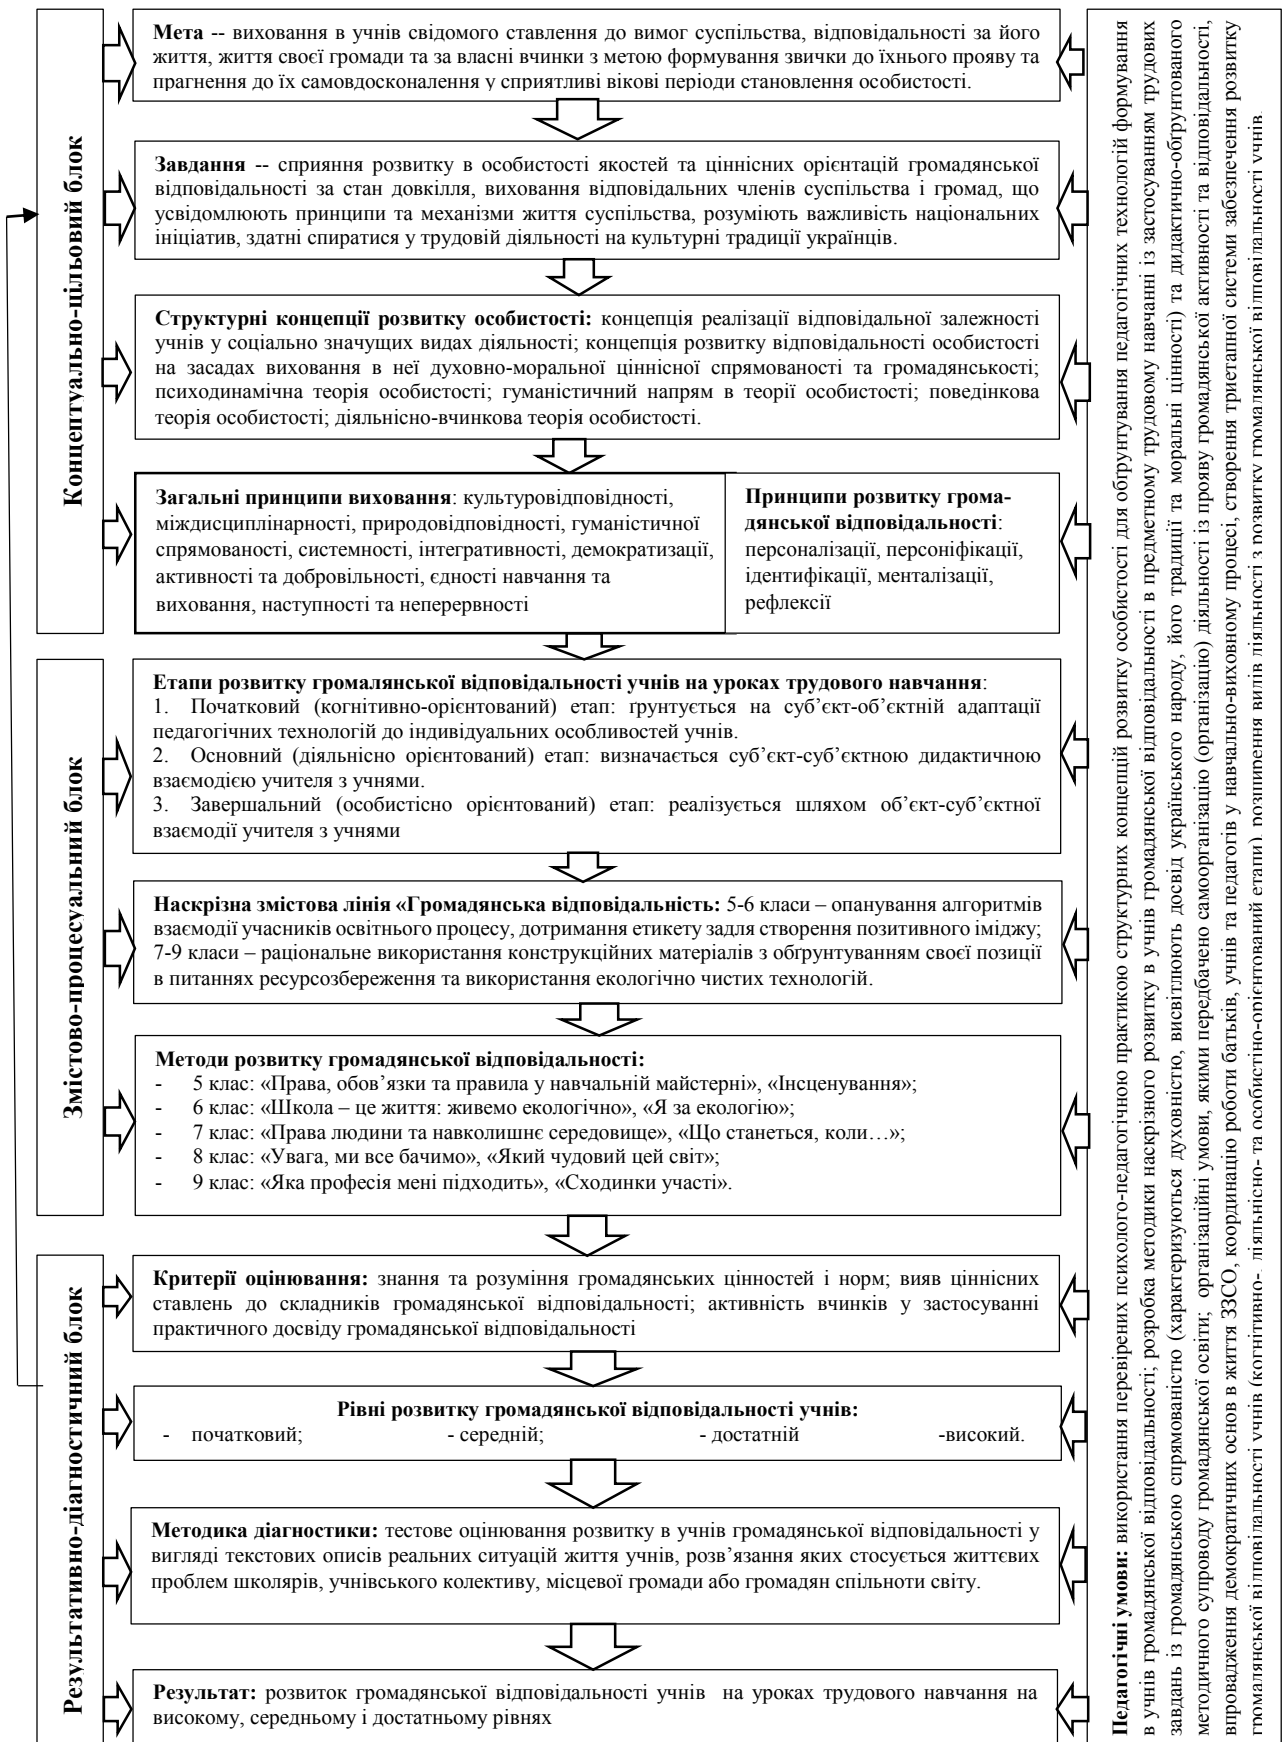 Концептуально-цільовий блок
Мета -- виховання в учнів свідомого ставлення до вимог суспільства, відповідальності за його
життя, життя своєї громади та за власні вчинки з метою формування звички до їхнього прояву та
прагнення до їх самовдосконалення у сприятливі вікові періоди становлення особистості.
Завдання -- сприяння розвитку в особистості якостей та ціннісних орієнтацій громадянської
відповідальності за стан довкілля, виховання відповідальних членів суспільства і громад, що
усвідомлюють принципи та механізми життя суспільства, розуміють важливість національних
ініціатив, здатні спиратися у трудовій діяльності на культурні традиції українців.
Структурні концепції розвитку особистості: концепція реалізації відповідальної залежності
учнів у соціально значущих видах діяльності; концепція розвитку відповідальності особистості
на засадах виховання в неї духовно-моральної ціннісної спрямованості та громадянськості;
психодинамічна теорія особистості; гуманістичний напрям в теорії особистості; поведінкова
теорія особистості; діяльнісно-вчинкова теорія особистості.
Загальні принципи виховання: культуровідповідності,
міждисциплінарності, природовідповідності, гуманістичної
спрямованості, системності, інтегративності, демократизації,
активності та добровільності, єдності навчання та
виховання, наступності та неперервності
Принципи розвитку грома-
дянської відповідальності:
персоналізації, персоніфікації,
ідентифікації, менталізації,
рефлексії
Змістово-процесуальний блок
Етапи розвитку громалянської відповідальності учнів на уроках трудового навчання:
1. Початковий (когнітивно-орієнтований) етап: ґрунтується на суб’єкт-об’єктній адаптації
педагогічних технологій до індивідуальних особливостей учнів.
2. Основний (діяльнісно орієнтований) етап: визначається суб’єкт-суб’єктною дидактичною
взаємодією учителя з учнями.
3. Завершальний (особистісно орієнтований) етап: реалізується шляхом об’єкт-суб’єктної
взаємодії учителя з учнями
Наскрізна змістова лінія «Громадянська відповідальність: 5-6 класи – опанування алгоритмів
взаємодії учасників освітнього процесу, дотримання етикету задля створення позитивного іміджу;
7-9 класи – раціональне використання конструкційних матеріалів з обґрунтуванням своєї позиції
в питаннях ресурсозбереження та використання екологічно чистих технологій.
Методи розвитку громадянської відповідальності:
- 5 клас: «Права, обов’язки та правила у навчальній майстерні», «Інсценування»;
- 6 клас: «Школа – це життя: живемо екологічно», «Я за екологію»;
- 7 клас: «Права людини та навколишнє середовище», «Що станеться, коли…»;
- 8 клас: «Увага, ми все бачимо», «Який чудовий цей світ»;
- 9 клас: «Яка професія мені підходить», «Сходинки участі».
Результативно-діагностичний блок
Критерії оцінювання: знання та розуміння громадянських цінностей і норм; вияв ціннісних
ставлень до складників громадянської відповідальності; активність вчинків у застосуванні
практичного досвіду громадянської відповідальності
Рівні розвитку громадянської відповідальності учнів:
- початковий; - середній; - достатній -високий.
Методика діагностики: тестове оцінювання розвитку в учнів громадянської відповідальності у
вигляді текстових описів реальних ситуацій життя учнів, розв’язання яких стосується життєвих
проблем школярів, учнівського колективу, місцевої громади або громадян спільноти світу.
Результат: розвиток громадянської відповідальності учнів на уроках трудового навчання на
високому, середньому і достатньому рівнях
Педагогічні умови: використання перевірених психолого-педагогічною практикою структурних концепцій розвитку особистості для обґрунтування педагогічних технологій формування
в учнів громадянської відповідальності; розробка методики наскрізного розвитку в учнів громадянської відповідальності в предметному трудовому навчанні із застосуванням трудових
завдань із громадянською спрямованістю (характеризуються духовністю, висвітлюють досвід українського народу, його традиції та моральні цінності) та дидактично-обґрунтованого
методичного супроводу громадянської освіти; організаційні умови, якими передбачено самоорганізацію (організацію) діяльності із прояву громадянської активності та відповідальності,
впровадження демократичних основ в життя ЗЗСО, координацію роботи батьків, учнів та педагогів у навчально-виховному процесі, створення триетапної системи забезпечення розвитку
громадянської відповідальності учнів (когнітивно-, діяльнісно- та особистісно-орієнтований етапи), розширення видів діяльності з розвитку громадянської відповідальності учнів.